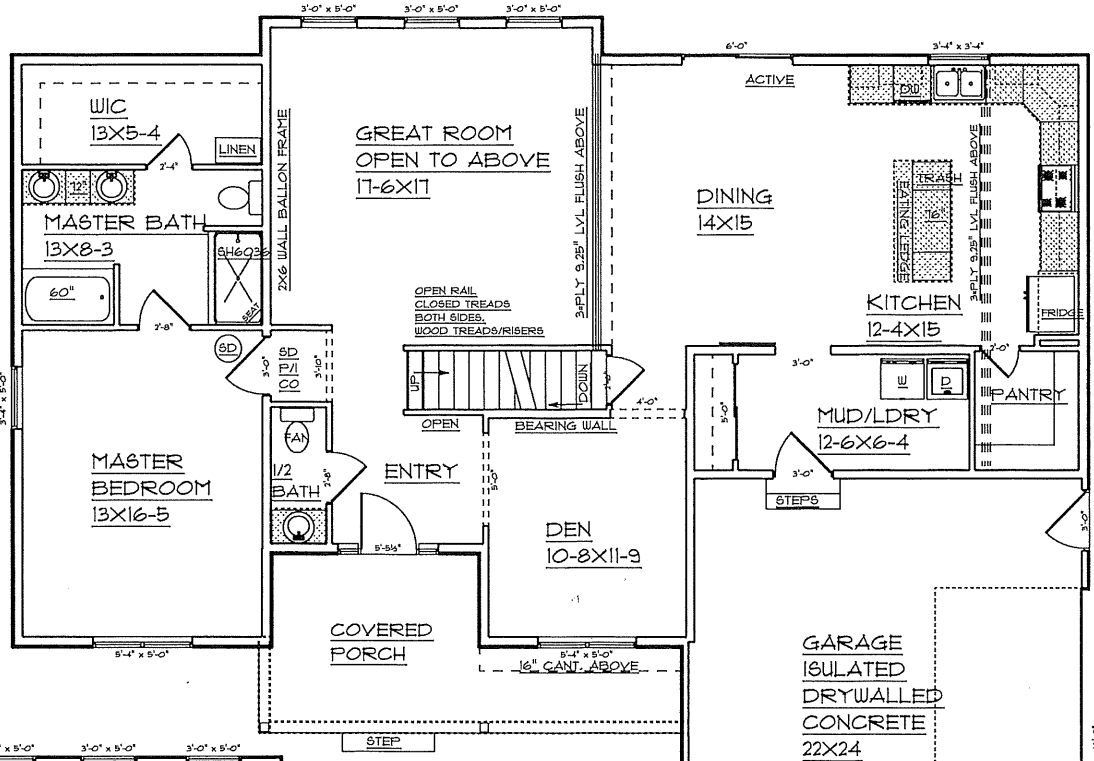 3'-0" x 5'-0"
3'-0" x 5'-0"
3'-0" x 5'-0"
6'-0"
3'-4" x 3'-4"
ACTIVE
WIC
13X5-4
LINEN
2'-4"
2X6 WALL BALLON FRAME
GREAT ROOM
OPEN TO ABOVE
17-6X17
3=PLY 9.25" LVL FLUSH ABOVE
DINING
14X15
DW
TRASH
16"
EATING LEDGE
3=PLY 9.25" LVL FLUSH ABOVE
12"
MASTER BATH
13X8-3
SH6036
SEAT
60"
2'-8"
OPEN RAIL
CLOSED TREADS
BOTH SIDES.
WOOD TREADS/RISERS
KITCHEN
12-4X15
FRIDGE
2'-0"
SD
3'-0"
SD
P/I
CO
3'-10"
UP
DOWN
4'-0"
OPEN
BEARING WALL
3'-0"
W
D
PANTRY
5'-0"
MUD/LDRY
12-6X6-4
3'-0"
STEPS
3'-4" x 5'-0"
MASTER
BEDROOM
13X16-5
FAN
1/2
BATH
2'-8"
ENTRY
5'-0"
5'-5½"
DEN
10-8X11-9
3'-0"
5'-4" x 5'-0"
COVERED
PORCH
5'-4" x 5'-0"
16" CANT. ABOVE
STEP
GARAGE
ISULATED
DRYWALLED
CONCRETE
22X24
x 5'-0"
3'-0" x 5'-0"
3'-0" x 5'-0"